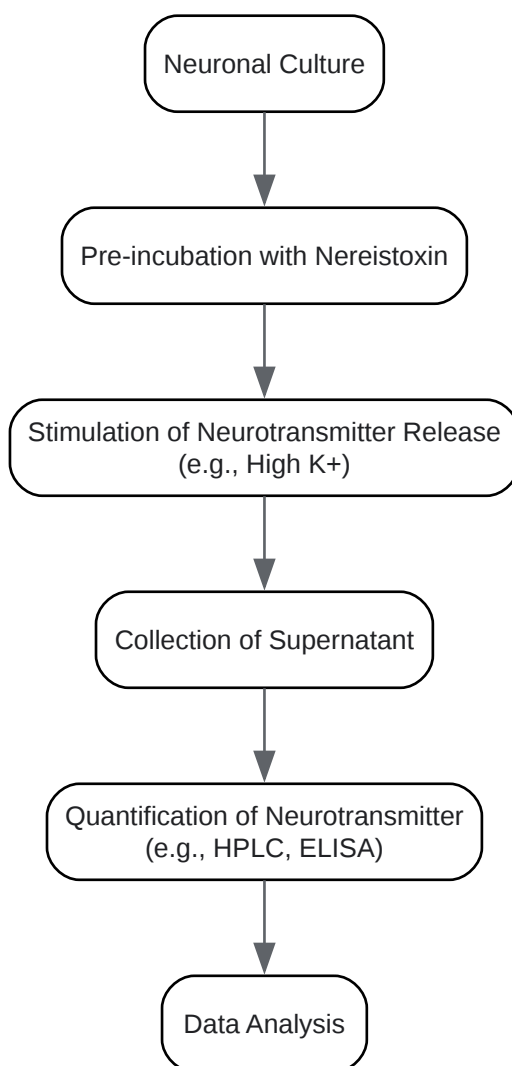 Neuronal Culture
Pre-incubation with Nereistoxin
Stimulation of Neurotransmitter Release
(e.g., High K+)
Collection of Supernatant
Quantification of Neurotransmitter
(e.g., HPLC, ELISA)
Data Analysis